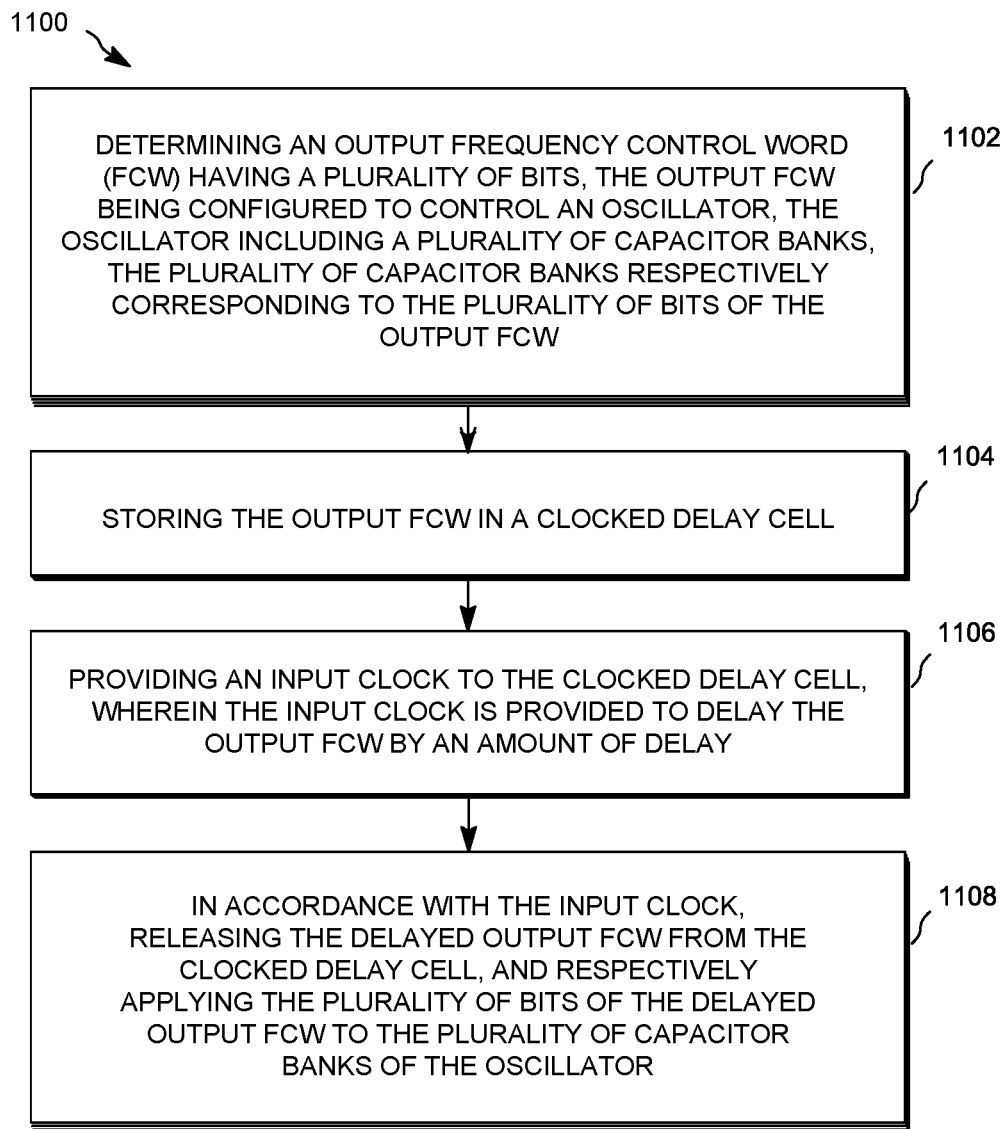 1100
DETERMINING AN OUTPUT FREQUENCY CONTROL WORD
(FCW) HAVING A PLURALITY OF BITS, THE OUTPUT FCW
BEING CONFIGURED TO CONTROL AN OSCILLATOR, THE
OSCILLATOR INCLUDING A PLURALITY OF CAPACITOR BANKS,
THE PLURALITY OF CAPACITOR BANKS RESPECTIVELY
CORRESPONDING TO THE PLURALITY OF BITS OF THE
OUTPUT FCW
1102
STORING THE OUTPUT FCW IN A CLOCKED DELAY CELL
1104
PROVIDING AN INPUT CLOCK TO THE CLOCKED DELAY CELL,
WHEREIN THE INPUT CLOCK IS PROVIDED TO DELAY THE
OUTPUT FCW BY AN AMOUNT OF DELAY
1106
IN ACCORDANCE WITH THE INPUT CLOCK,
RELEASING THE DELAYED OUTPUT FCW FROM THE
CLOCKED DELAY CELL, AND RESPECTIVELY
APPLYING THE PLURALITY OF BITS OF THE DELAYED
OUTPUT FCW TO THE PLURALITY OF CAPACITOR
BANKS OF THE OSCILLATOR
1108